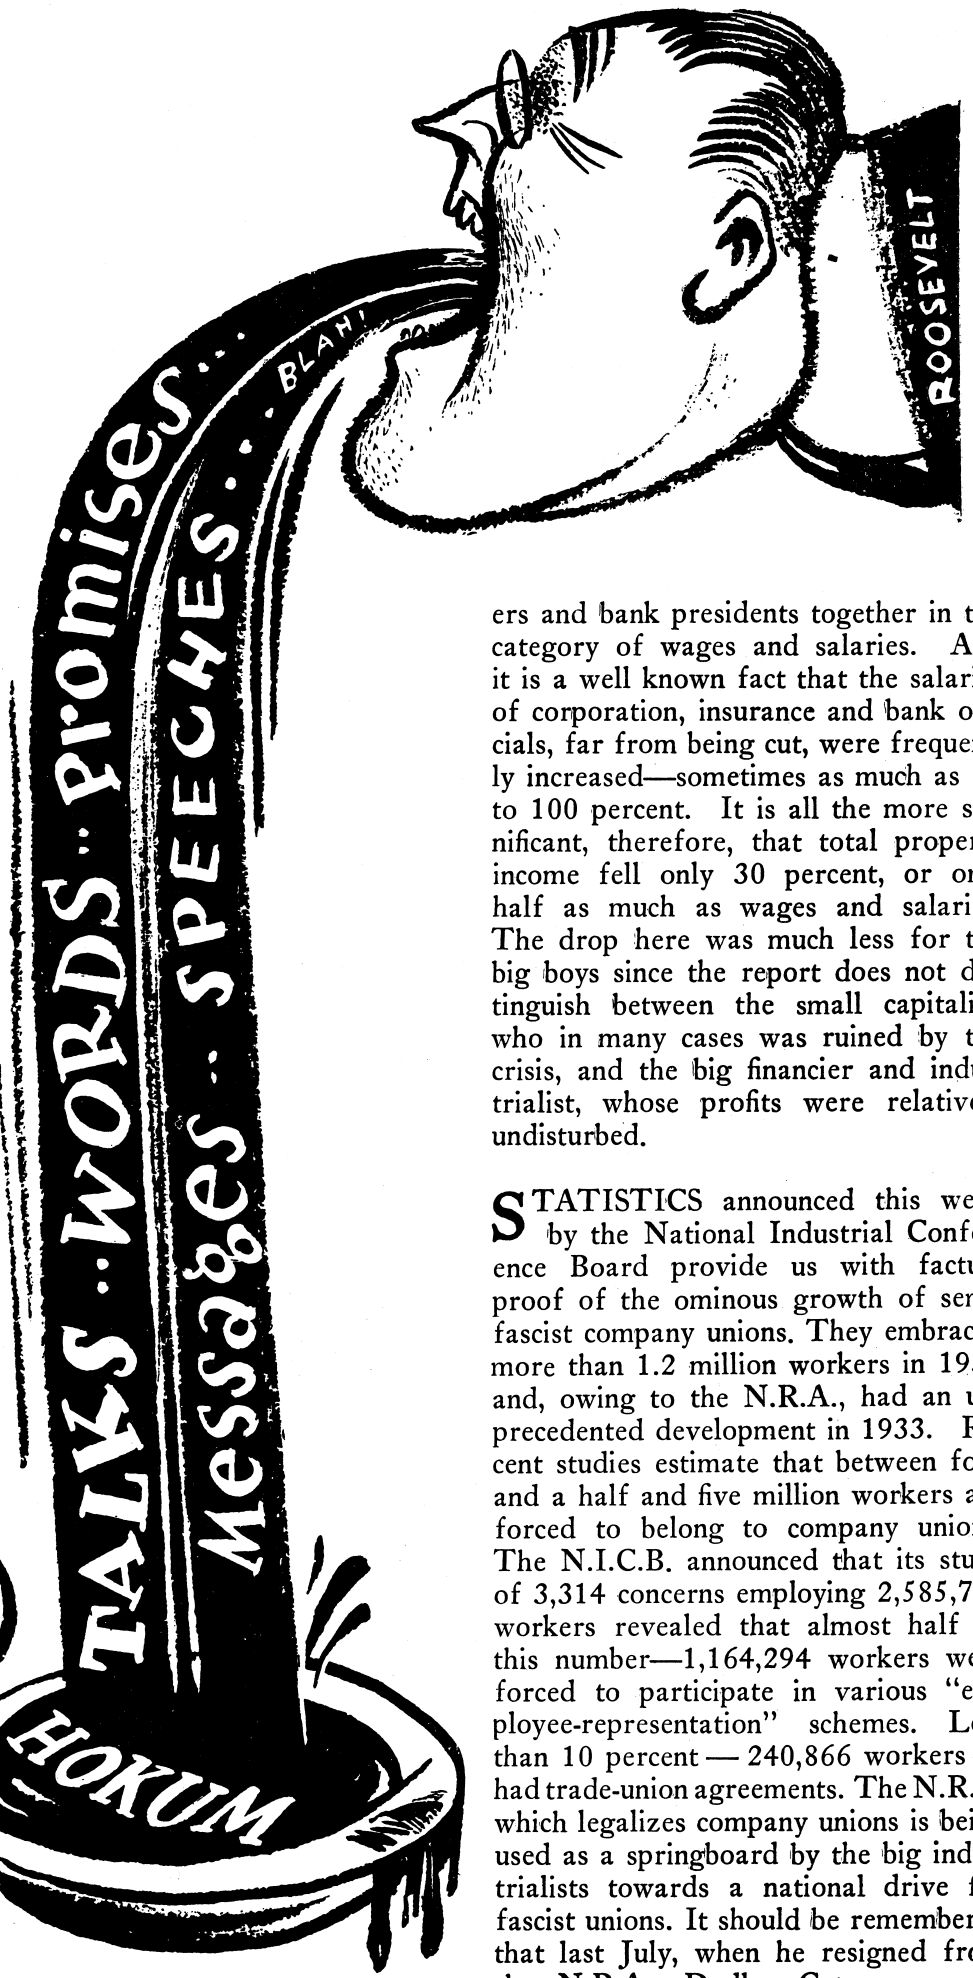 ROOSEVELT
BLAH!
TALKS .. WORDS .. Promises ...
Messages .. SPEECHES ...
HOKUM
ers and bank presidents together in t
category of wages and salaries. A
it is a well known fact that the salari
of corporation, insurance and bank o
cials, far from being cut, were freque
ly increased—sometimes as much as
to 100 percent. It is all the more s
nificant, therefore, that total proper
income fell only 30 percent, or on
half as much as wages and salari
The drop here was much less for t
big boys since the report does not d
tinguish between the small capitali
who in many cases was ruined by t
crisis, and the big financier and indu
trialist, whose profits were relative
undisturbed.
STATISTICS announced this we
by the National Industrial Confe
ence Board provide us with factu
proof of the ominous growth of sem
fascist company unions. They embrac
more than 1.2 million workers in 19
and, owing to the N.R.A., had an u
precedented development in 1933. R
cent studies estimate that between fo
and a half and five million workers a
forced to belong to company unio
The N.I.C.B. announced that its stu
of 3,314 concerns employing 2,585,7
workers revealed that almost half
this number—1,164,294 workers we
forced to participate in various “e
ployee-representation” schemes. Le
than 10 percent — 240,866 workers
had trade-union agreements. The N.R.
which legalizes company unions is bei
used as a springboard by the big ind
trialists towards a national drive f
fascist unions. It should be remember
that last July, when he resigned fro